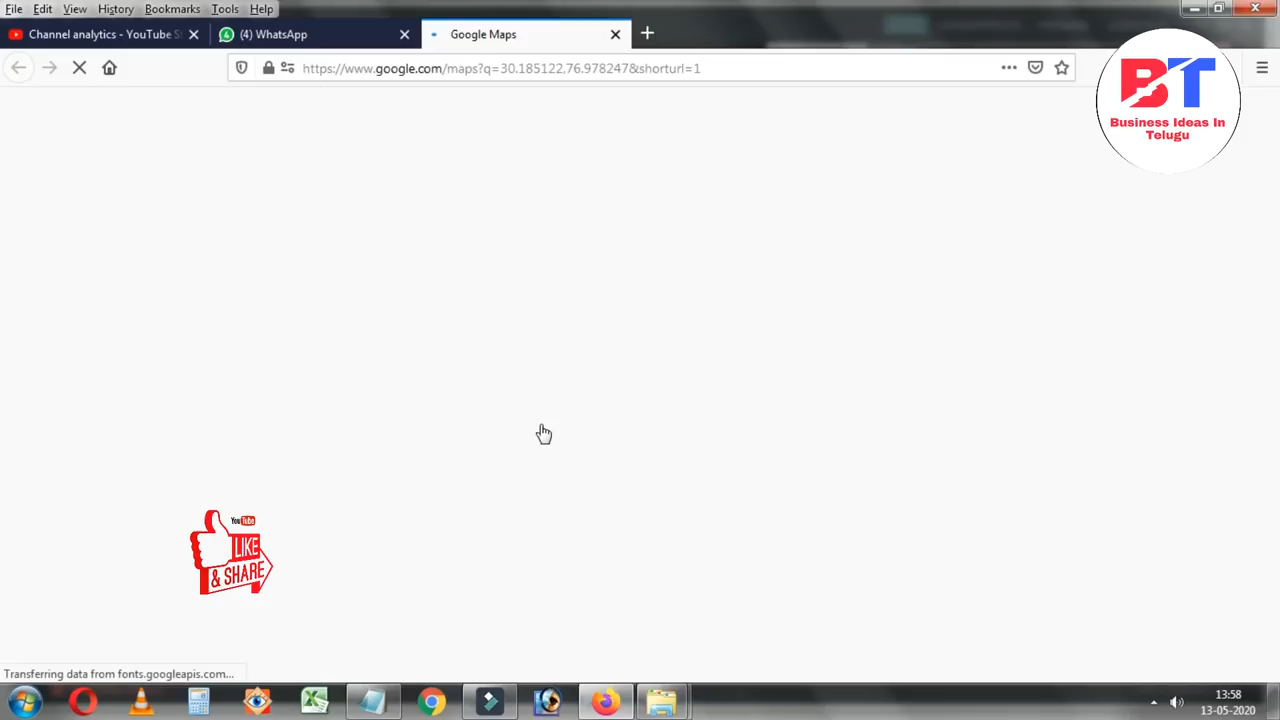 File Edit View History Bookmarks Tools Help
Channel analytics - YouTube S
(4) WhatsApp
Google Maps
https://www.google.com/maps?q=30.185122,76.978247&shorturl=1
BT
Business Ideas In
Telugu
YouTube
LIKE
& SHARE
Transferring data from fonts.googleapis.com...
13:58
13-05-2020